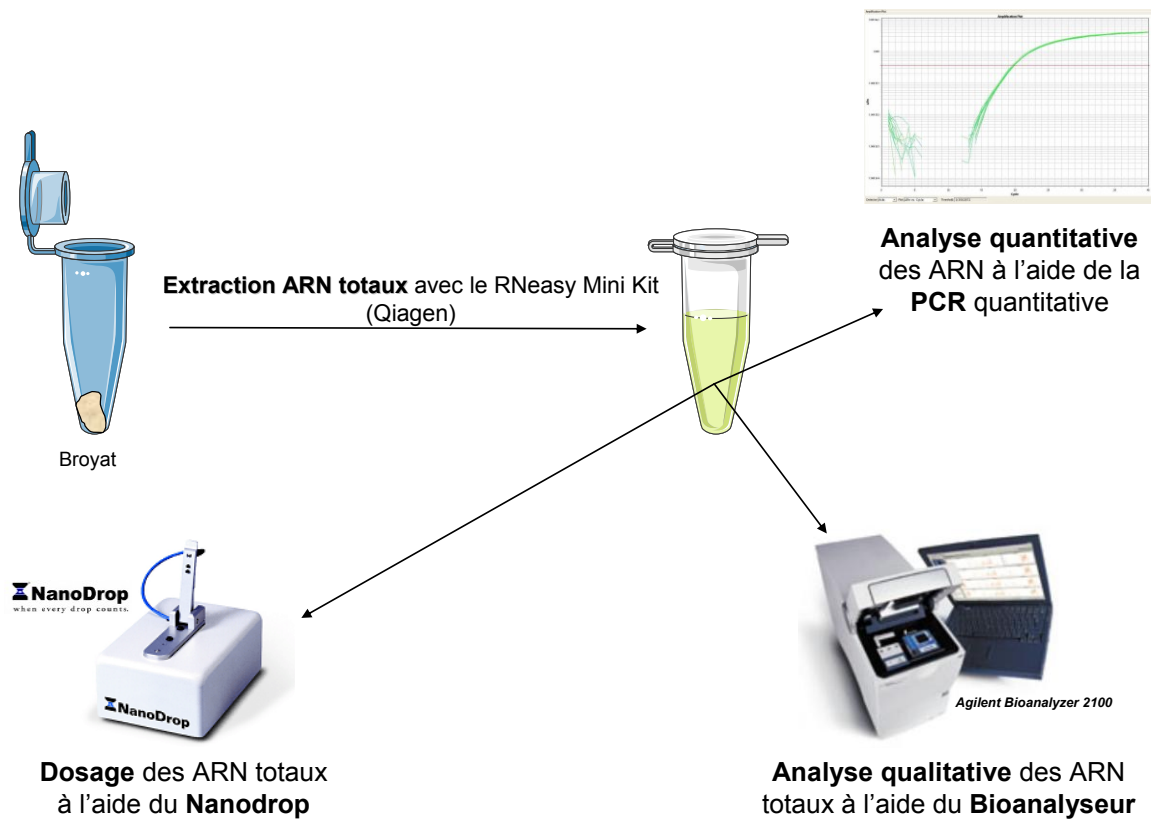 Amplification Plot
Analyse quantitative
des ARN à l'aide de la
PCR quantitative
Extraction ARN totaux avec le RNeasy Mini Kit
(Qiagen)
Broyat
NanoDrop
when every drop counts.
NanoDrop
Agilent Bioanalyzer 2100
Dosage des ARN totaux
à l'aide du Nanodrop
Analyse qualitative des ARN
totaux à l'aide du Bioanalyseur